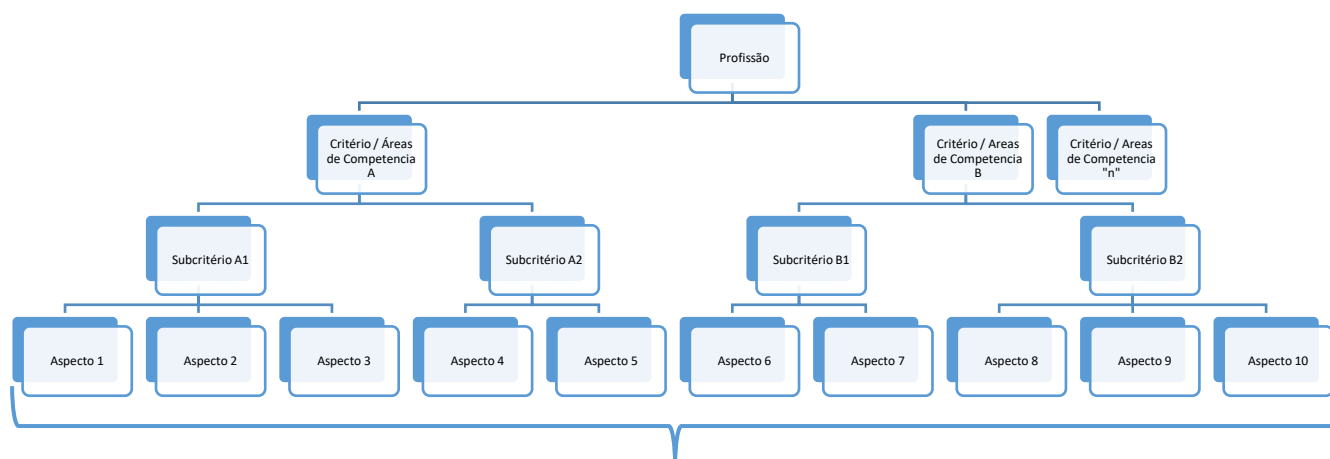 Profissão
Critério / Áreas
de Competencia
A
Critério / Areas
de Competencia
B
Critério / Areas
de Competencia
"n"
Subcritério A1
Subcritério A2
Subcritério B1
Subcritério B2
Aspecto 1
Aspecto 2
Aspecto 3
Aspecto 4
Aspecto 5
Aspecto 6
Aspecto 7
Aspecto 8
Aspecto 9
Aspecto 10